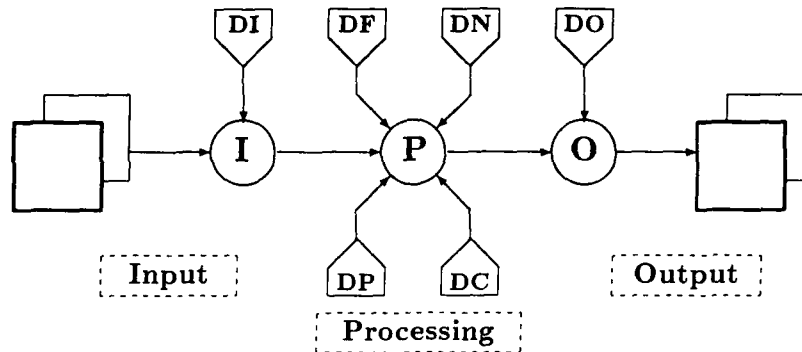 DI DF DN DO
I P O
DP DC
Input Output
Processing